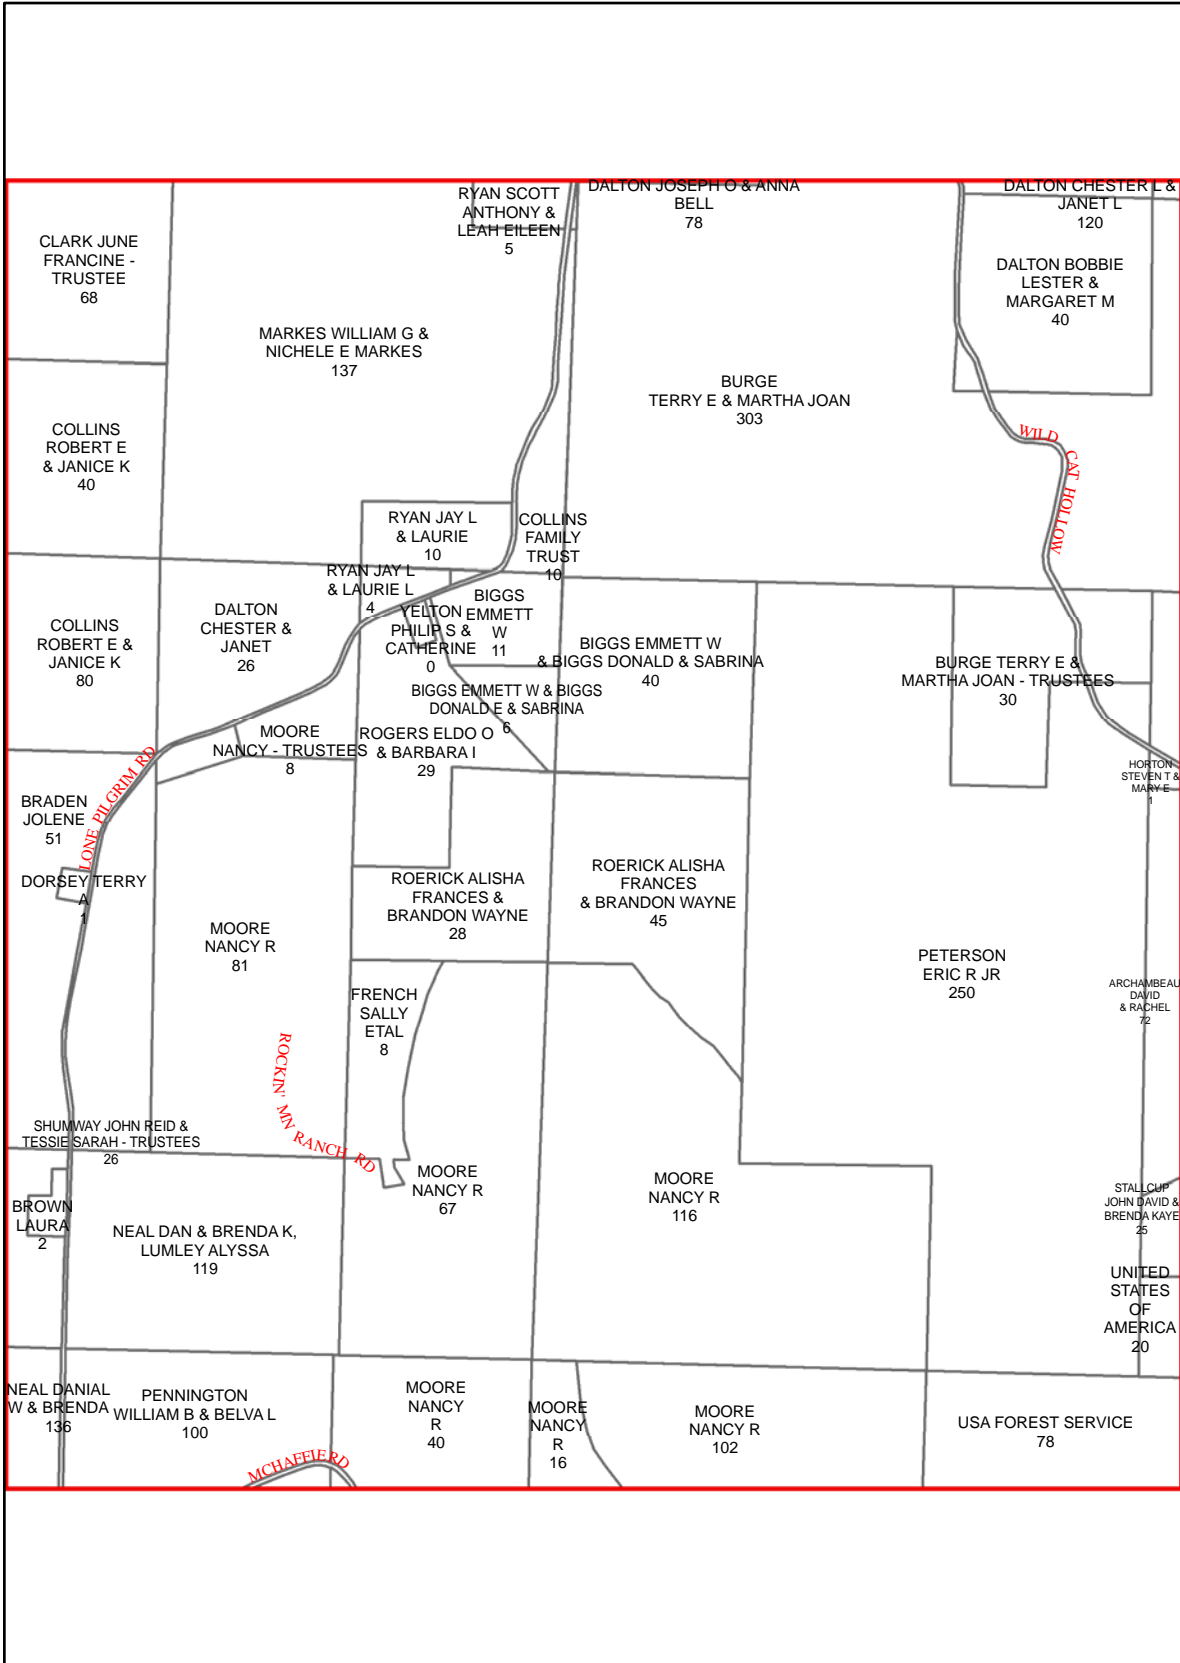 RYAN SCOTT
ANTHONY &
LEAH EILEEN
5
DALTON JOSEPH O & ANNA
BELL
78
DALTON CHESTER L &
JANET L
120
CLARK JUNE
FRANCINE -
TRUSTEE
68
DALTON BOBBIE
LESTER &
MARGARET M
40
MARKES WILLIAM G &
NICHELE E MARKES
137
BURGE
TERRY E & MARTHA JOAN
303
COLLINS
ROBERT E
& JANICE K
40
WILD CAT HOLLOW
RYAN JAY L
& LAURIE
10
COLLINS
FAMILY
TRUST
10
RYAN JAY L
& LAURIE L
4
DALTON
CHESTER &
JANET
26
YELTON
PHILIP S &
CATHERINE
0
BIGGS
EMMETT
W
11
COLLINS
ROBERT E &
JANICE K
80
BIGGS EMMETT W
& BIGGS DONALD & SABRINA
40
BURGE TERRY E &
MARTHA JOAN - TRUSTEES
30
BIGGS EMMETT W & BIGGS
DONALD E & SABRINA
6
MOORE
NANCY - TRUSTEES
8
ROGERS ELDO O
& BARBARA I
29
LONE PILGRIM RD
HORTON
STEVEN T &
MARY E
1
BRADEN
JOLENE
51
DORSEY TERRY
A
1
ROERICK ALISHA
FRANCES &
BRANDON WAYNE
28
ROERICK ALISHA
FRANCES
& BRANDON WAYNE
45
MOORE
NANCY R
81
PETERSON
ERIC R JR
250
ARCHAMBEAU
DAVID
& RACHEL
72
FRENCH
SALLY
ETAL
8
ROCKIN' MN RANCH RD
SHUMWAY JOHN REID &
TESSIE SARAH - TRUSTEES
26
MOORE
NANCY R
67
MOORE
NANCY R
116
STALLCUP
JOHN DAVID &
BRENDA KAYE
25
BROWN
LAURA
2
NEAL DAN & BRENDA K,
LUMLEY ALYSSA
119
UNITED
STATES
OF
AMERICA
20
NEAL DANIAL
W & BRENDA
136
PENNINGTON
WILLIAM B & BELVA L
100
MOORE
NANCY
R
40
MOORE
NANCY
R
16
MOORE
NANCY R
102
USA FOREST SERVICE
78
MCHAFFIE RD